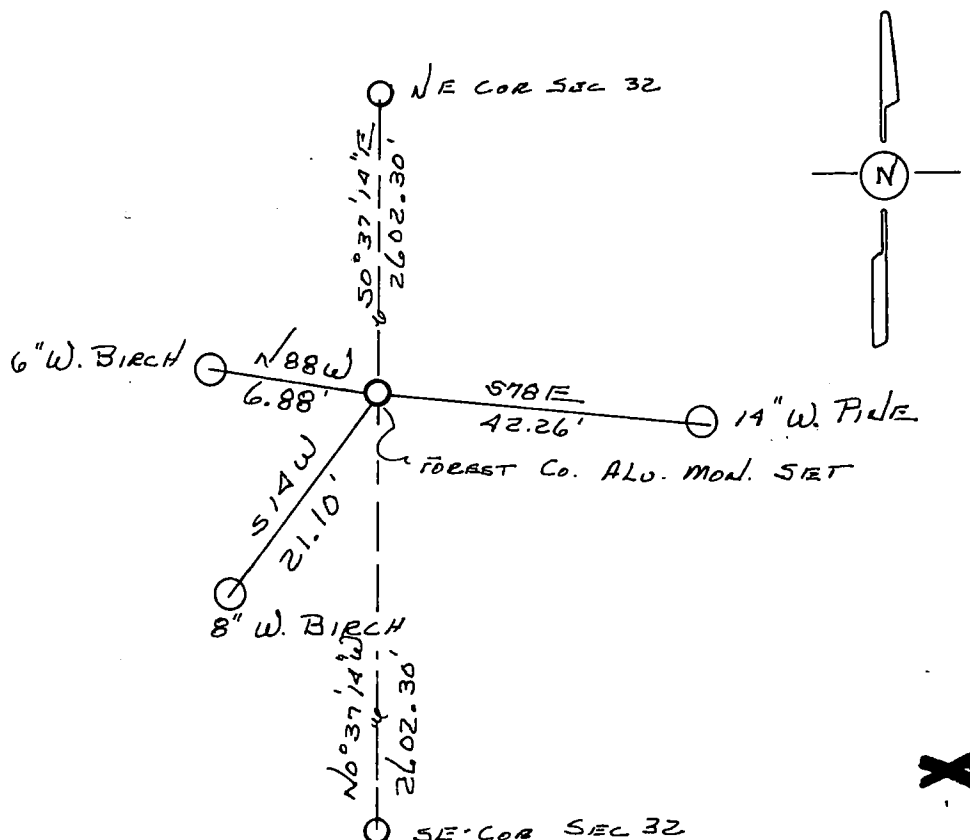 NE COR SEC 32
N
S0°37'14"E
2602.30'
6" W. BIRCH
N88W
6.88'
S78E
42.26'
14" W. PINE
FOREST Co. ALU. MON. SET
S14W
21.10'
8" W. BIRCH
N0°37'14"W
2602.30'
SE. COR SEC 32